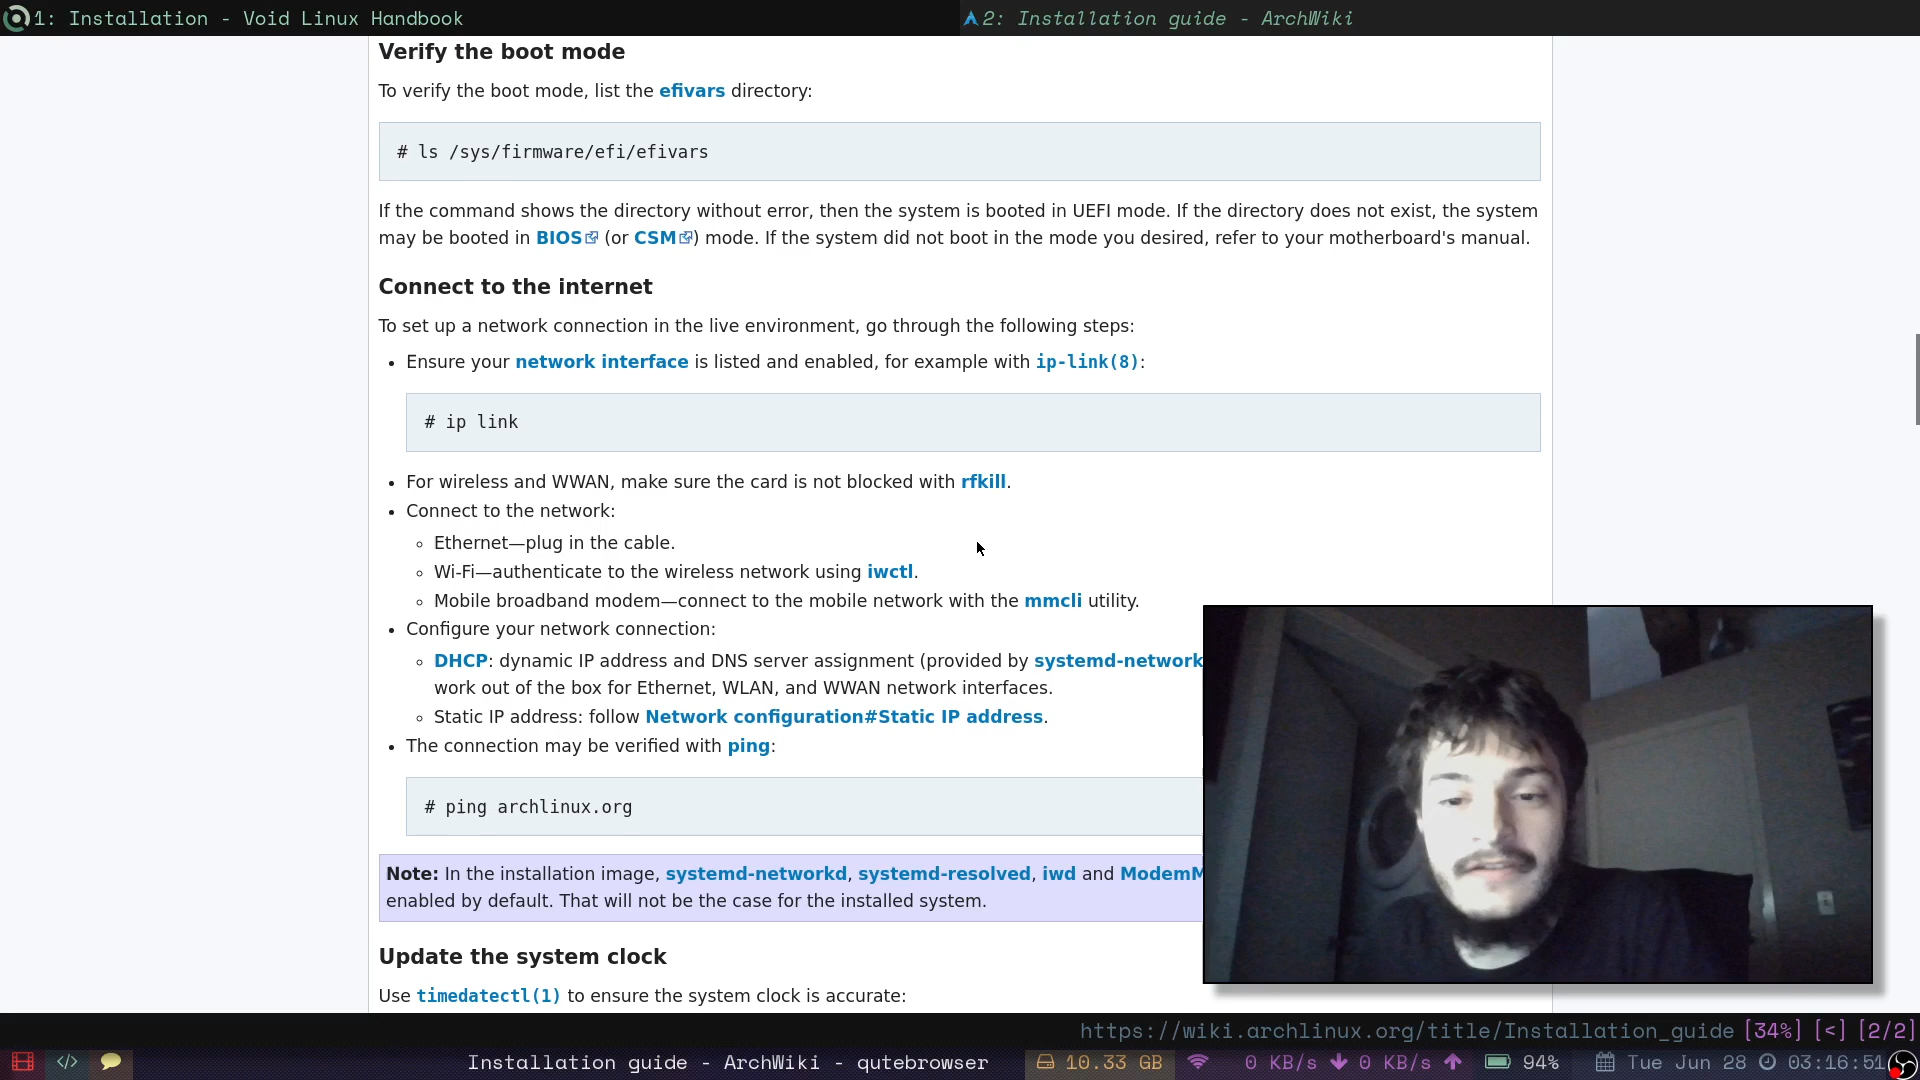 1: Installation - Void Linux Handbook
2: Installation guide - ArchWiki
Verify the boot mode
To verify the boot mode, list the efivars directory:
# ls /sys/firmware/efi/efivars
If the command shows the directory without error, then the system is booted in UEFI mode. If the directory does not exist, the system
may be booted in BIOS (or CSM) mode. If the system did not boot in the mode you desired, refer to your motherboard's manual.
Connect to the internet
To set up a network connection in the live environment, go through the following steps:
• Ensure your network interface is listed and enabled, for example with ip-link(8):
# ip link
• For wireless and WWAN, make sure the card is not blocked with rfkill.
• Connect to the network:
◦ Ethernet—plug in the cable.
◦ Wi-Fi—authenticate to the wireless network using iwctl.
◦ Mobile broadband modem—connect to the mobile network with the mmcli utility.
• Configure your network connection:
◦ DHCP: dynamic IP address and DNS server assignment (provided by systemd-network
work out of the box for Ethernet, WLAN, and WWAN network interfaces.
◦ Static IP address: follow Network configuration#Static IP address.
• The connection may be verified with ping:
# ping archlinux.org
Note: In the installation image, systemd-networkd, systemd-resolved, iwd and ModemM
enabled by default. That will not be the case for the installed system.
Update the system clock
Use timedatectl(1) to ensure the system clock is accurate:
https://wiki.archlinux.org/title/Installation_guide [34%] [<] [2/2]
</> Installation guide - ArchWiki - qutebrowser 10.33 GB 0 KB/s 0 KB/s 94% Tue Jun 28 03:16:51